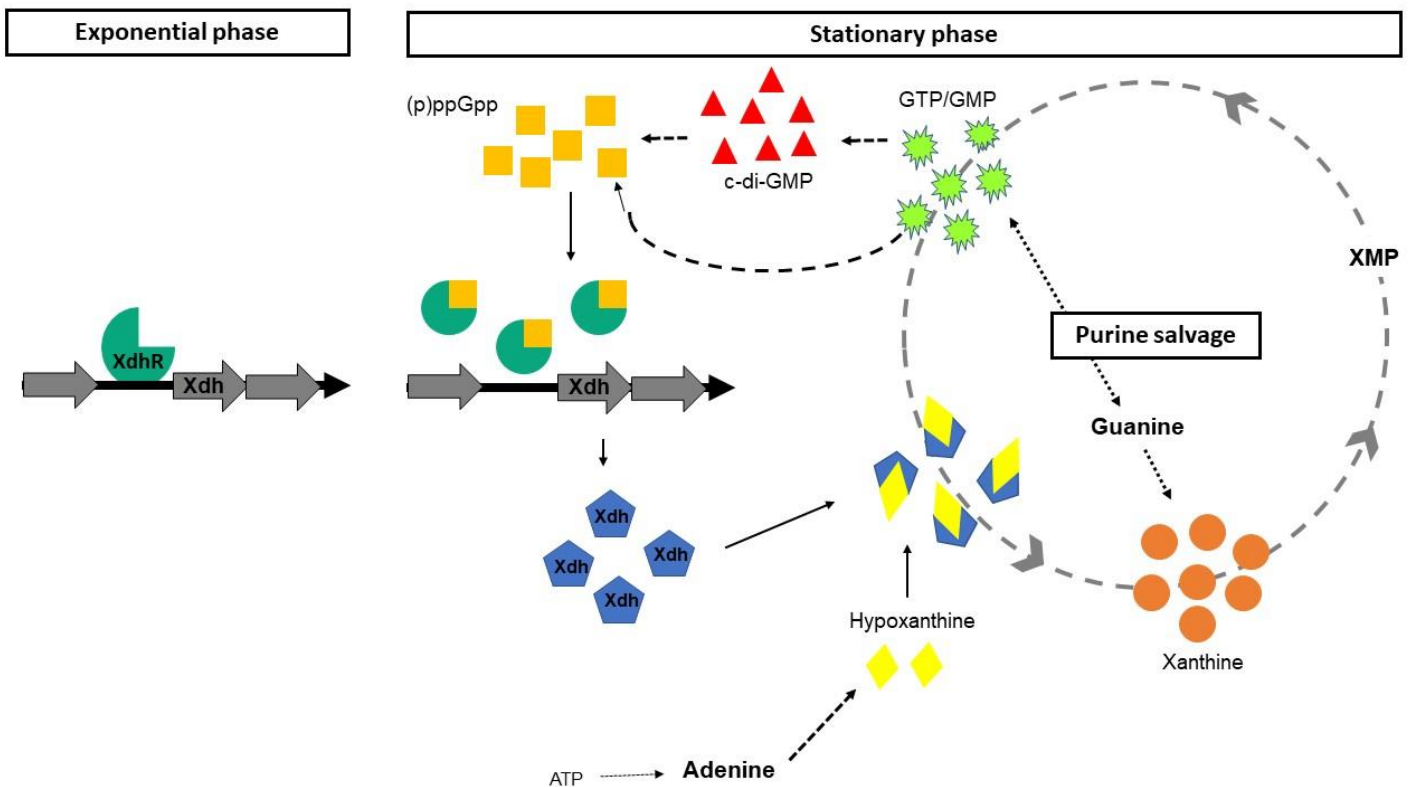 Exponential phase
Stationary phase
(p)ppGpp
GTP/GMP
c-di-GMP
XMP
XdhR
Xdh
Xdh
Purine salvage
Guanine
Xdh
Xdh
Xdh
Xdh
Hypoxanthine
Xanthine
ATP
Adenine